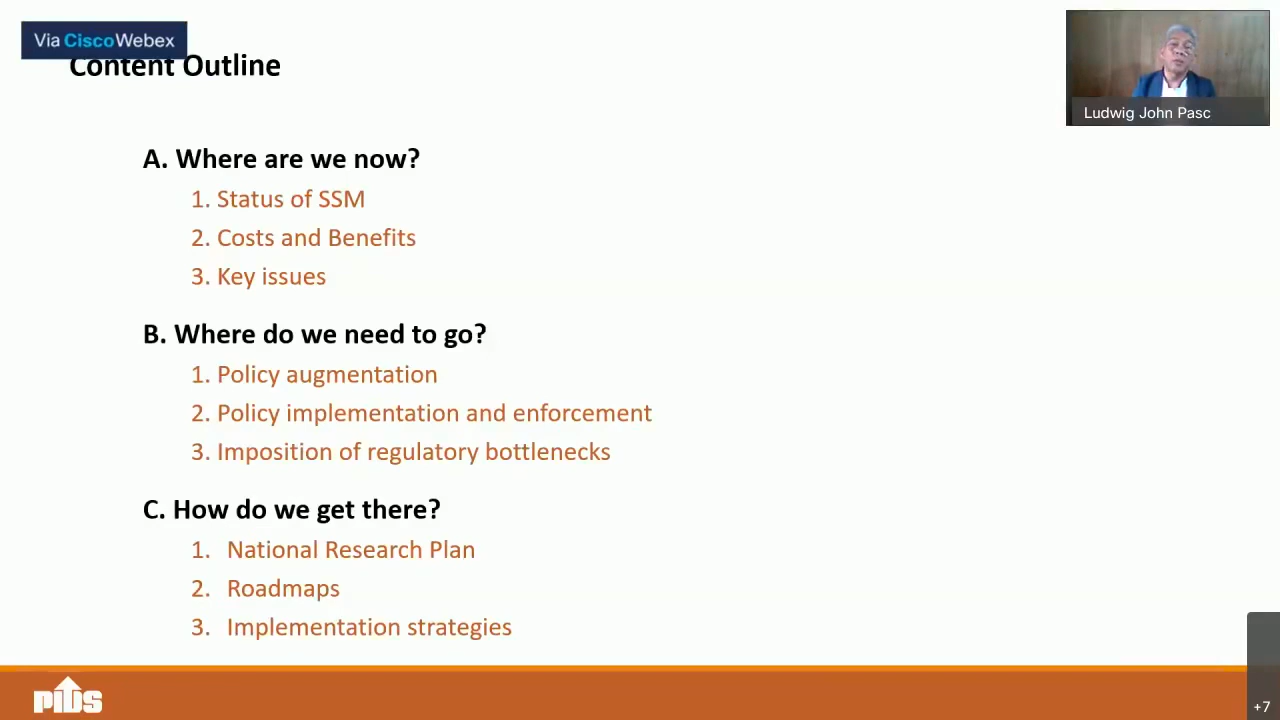 Via CiscoWebex
Content Outline
Ludwig John Pasc
A. Where are we now?
1. Status of SSM
2. Costs and Benefits
3. Key issues
B. Where do we need to go?
1. Policy augmentation
2. Policy implementation and enforcement
3. Imposition of regulatory bottlenecks
C. How do we get there?
1. National Research Plan
2. Roadmaps
3. Implementation strategies
pids
+7